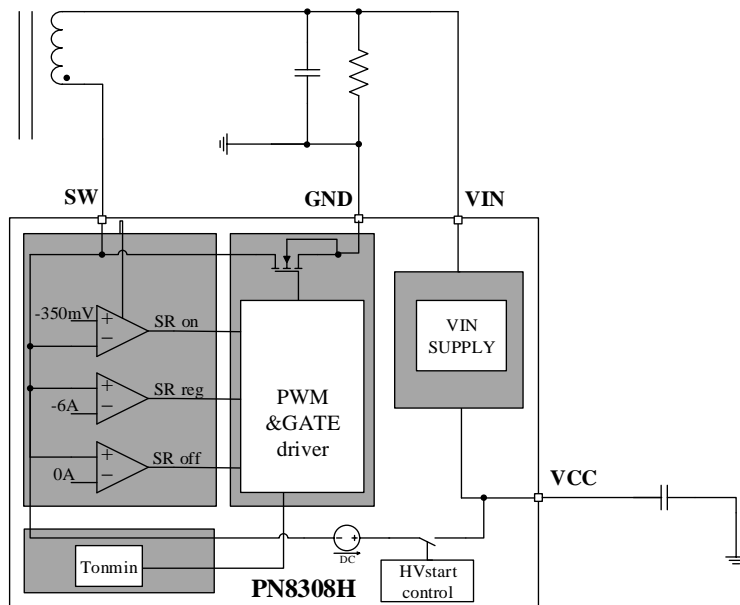 SW
GND
VIN
-350mV
+
−
SR on
+
−
-6A
SR reg
+
−
0A
SR off
PWM
&GATE
driver
VIN
SUPPLY
VCC
Tonmin
- +
DC
HVstart
control
PN8308H